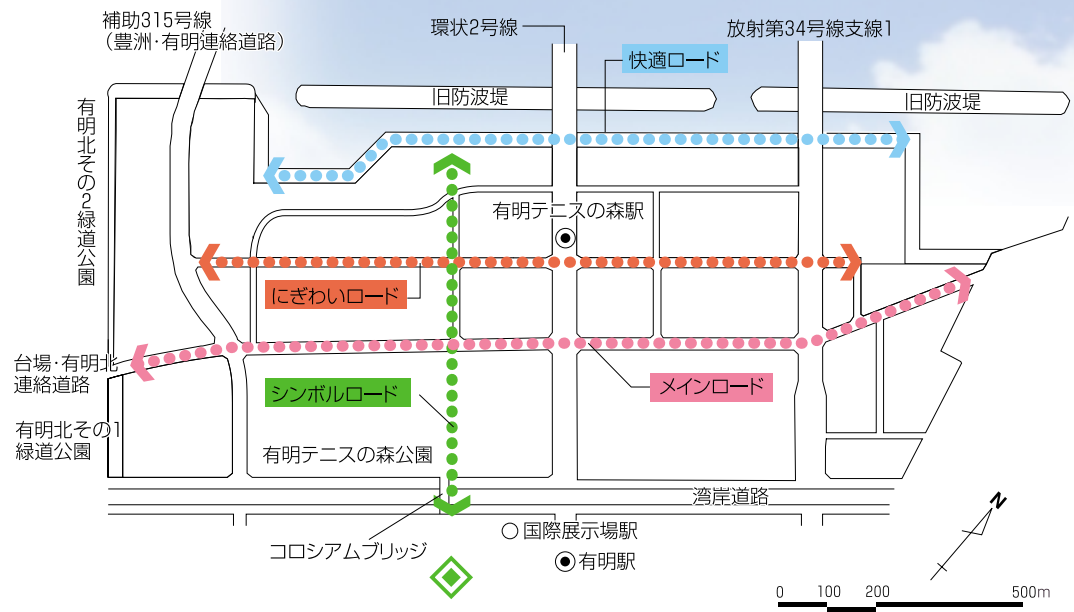 補助315号線
（豊洲・有明連絡道路）
環状2号線
放射第34号線支線1
快適ロード
旧防波堤
旧防波堤
有明北その2緑道公園
有明テニスの森駅
にぎわいロード
台場・有明北
連絡道路
シンボルロード
メインロード
有明北その1
緑道公園
有明テニスの森公園
湾岸道路
コロシアムブリッジ
国際展示場駅
有明駅
N
0 100 200 500m